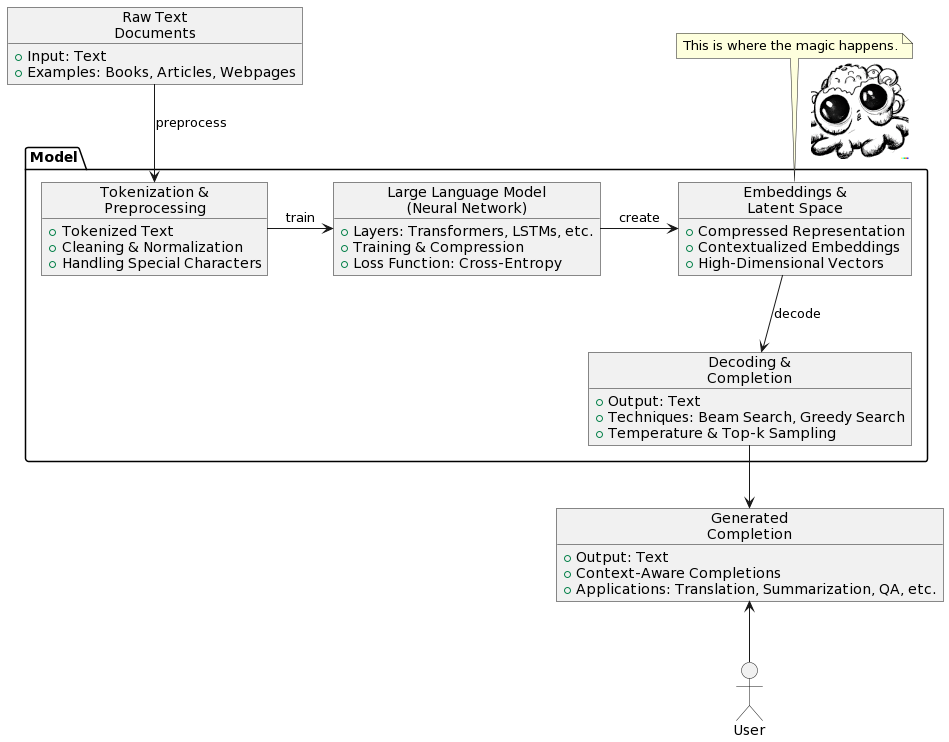 Raw Text
Documents
Input: Text
Examples: Books, Articles, Webpages
This is where the magic happens.
preprocess
Model
Tokenization &
Preprocessing
Tokenized Text
Cleaning & Normalization
Handling Special Characters
train
Large Language Model
(Neural Network)
Layers: Transformers, LSTMs, etc.
Training & Compression
Loss Function: Cross-Entropy
create
Embeddings &
Latent Space
Compressed Representation
Contextualized Embeddings
High-Dimensional Vectors
decode
Decoding &
Completion
Output: Text
Techniques: Beam Search, Greedy Search
Temperature & Top-k Sampling
Generated
Completion
Output: Text
Context-Aware Completions
Applications: Translation, Summarization, QA, etc.
User